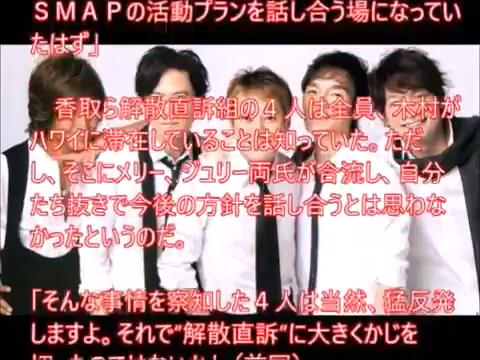 ＳＭＡＰの活動プランを話し合う場になってい
たはず」
香取ら解散直訴組の４人は全員、木村が
ハワイに滞在していることは知っていた。ただ
し、そこにメリー、ジュリー両氏が合流し、自分
たち抜きで今後の方針を話し合うとは思わな
かったというのだ。
「そんな事情を察知した４人は当然、猛反発
しますよ。それで“解散直訴”に大きくかじを